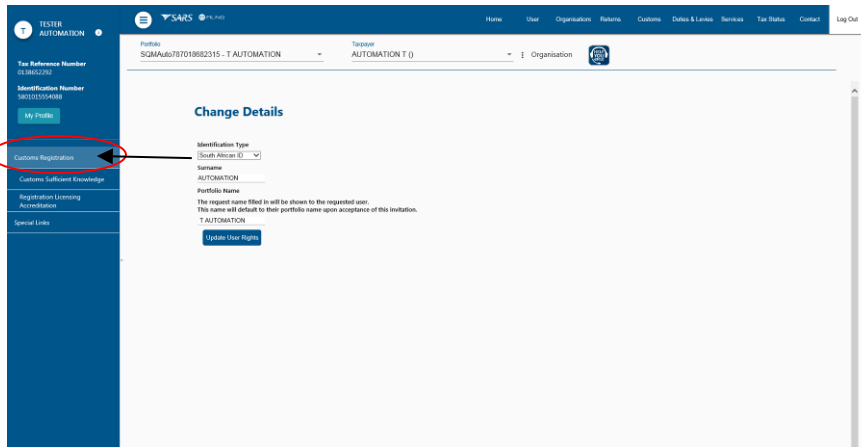 T
TESTER
AUTOMATION
Tax Reference Number
0138652292
Identification Number
5801015554088
My Profile
Customs Registration
Customs Sufficient Knowledge
Registration Licensing
Accreditation
Special Links
SARS eFILING
Home User Organisations Returns Customs Duties & Levies Services Tax Status Contact Log Out
Portfolio
SQMAuto787018682315 - T AUTOMATION
Taxpayer
AUTOMATION T ()
Organisation
Change Details
Identification Type
South African ID
Surname
AUTOMATION
Portfolio Name
The request name filled in will be shown to the requested user.
This name will default to their portfolio name upon acceptance of this invitation.
T AUTOMATION
Update User Rights